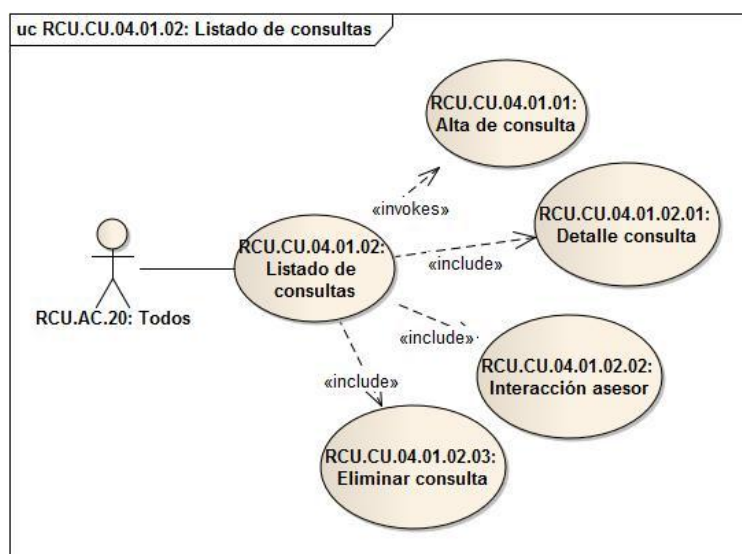 uc RCU.CU.04.01.02: Listado de consultas
RCU.CU.04.01.01:
Alta de consulta
«invokes»
RCU.CU.04.01.02.01:
Detalle consulta
RCU.CU.04.01.02:
Listado de
consultas
«include»
RCU.AC.20: Todos
«include»
RCU.CU.04.01.02.02:
Interacción asesor
«include»
RCU.CU.04.01.02.03:
Eliminar consulta